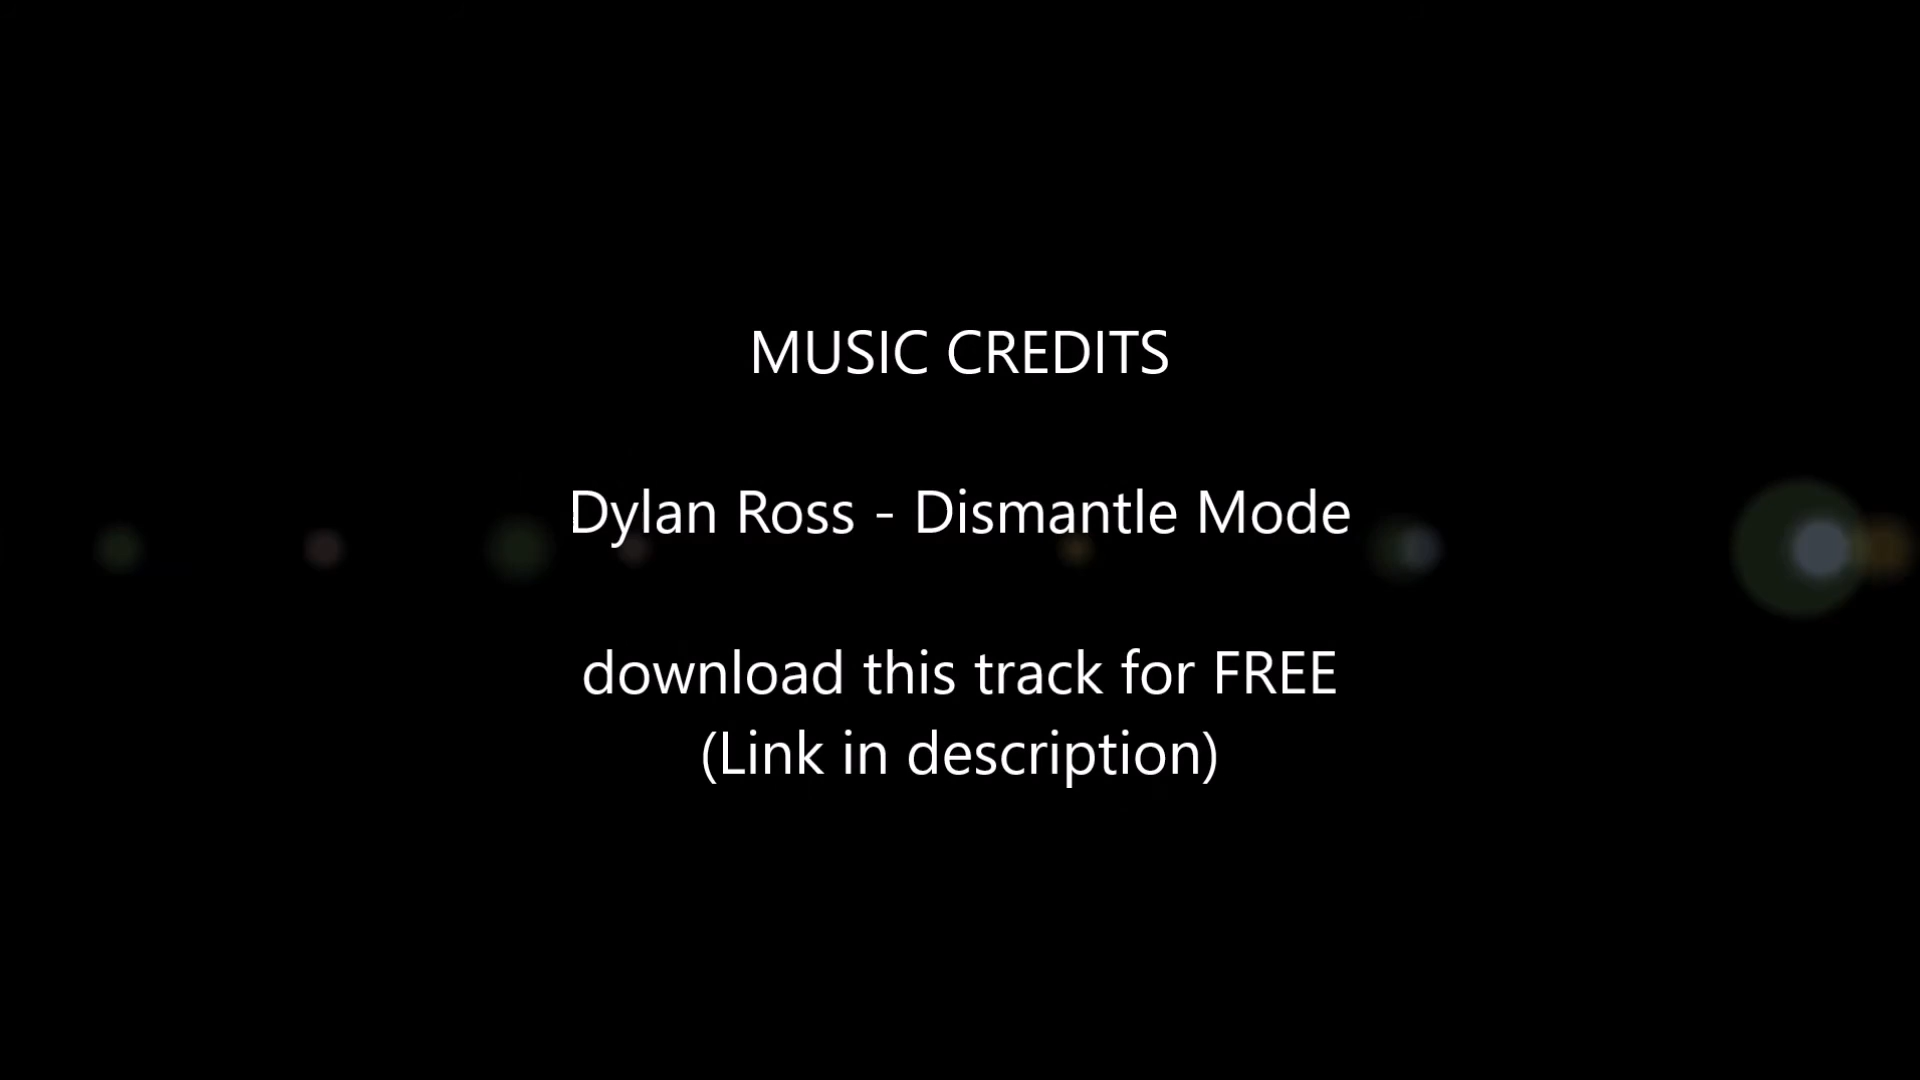 MUSIC CREDITS
Dylan Ross - Dismantle Mode
download this track for FREE
(Link in description)